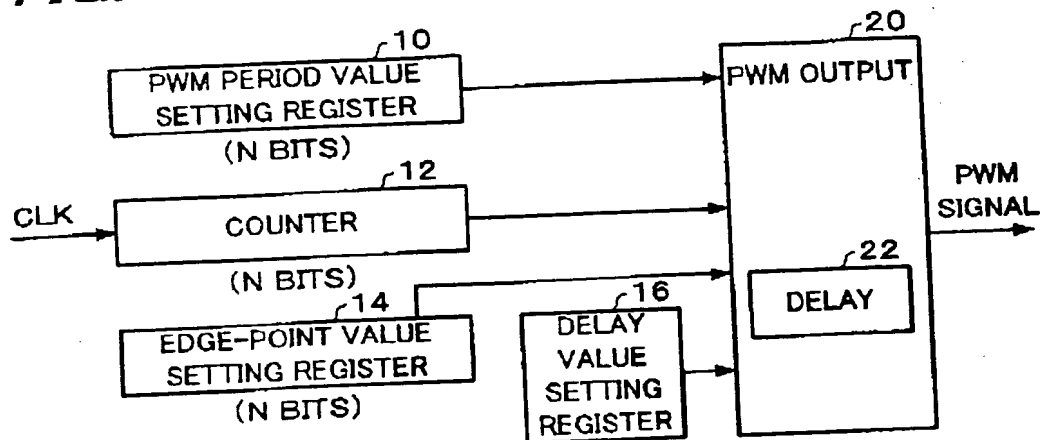 10
PWM PERIOD VALUE
SETTING REGISTER
(N BITS)
20
PWM OUTPUT
12
CLK
COUNTER
(N BITS)
PWM
SIGNAL
14
EDGE-POINT VALUE
SETTING REGISTER
(N BITS)
16
DELAY
VALUE
SETTING
REGISTER
22
DELAY